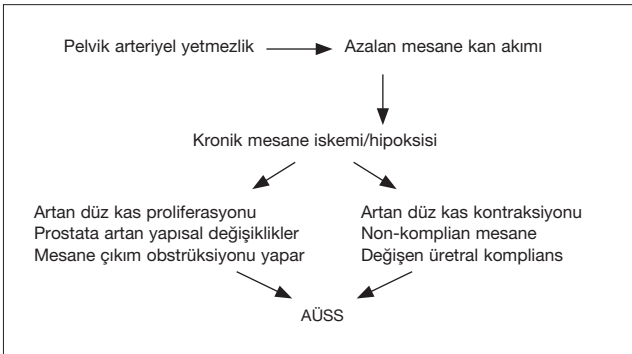 Pelvik arteriyel yetmezlik
Azalan mesane kan akımı
Kronik mesane iskemi/hipoksisi
Artan düz kas proliferasyonu
Prostata artan yapısal değişiklikler
Mesane çıkım obstrüksiyonu yapar
Artan düz kas kontraksiyonu
Non-komplian mesane
Değişen üretral komplians
AÜSS